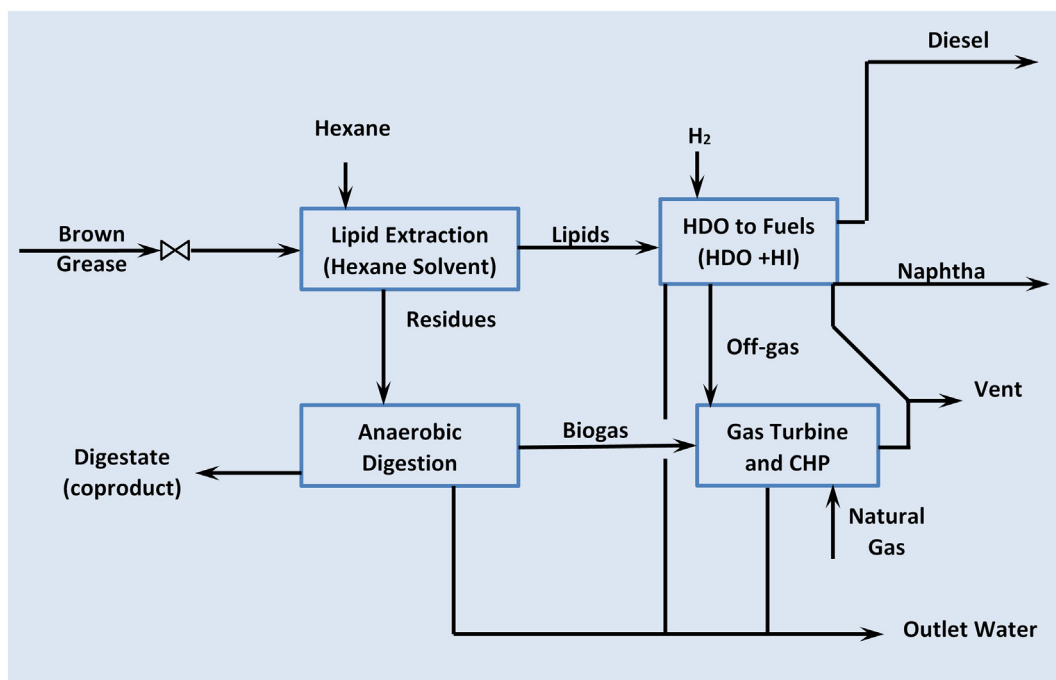 Diesel
Hexane
H₂
Brown
Grease
Lipid Extraction
(Hexane Solvent)
Lipids
HDO to Fuels
(HDO +HI)
Naphtha
Residues
Off-gas
Vent
Anaerobic
Digestion
Biogas
Gas Turbine
and CHP
Digestate
(coproduct)
Natural
Gas
Outlet Water